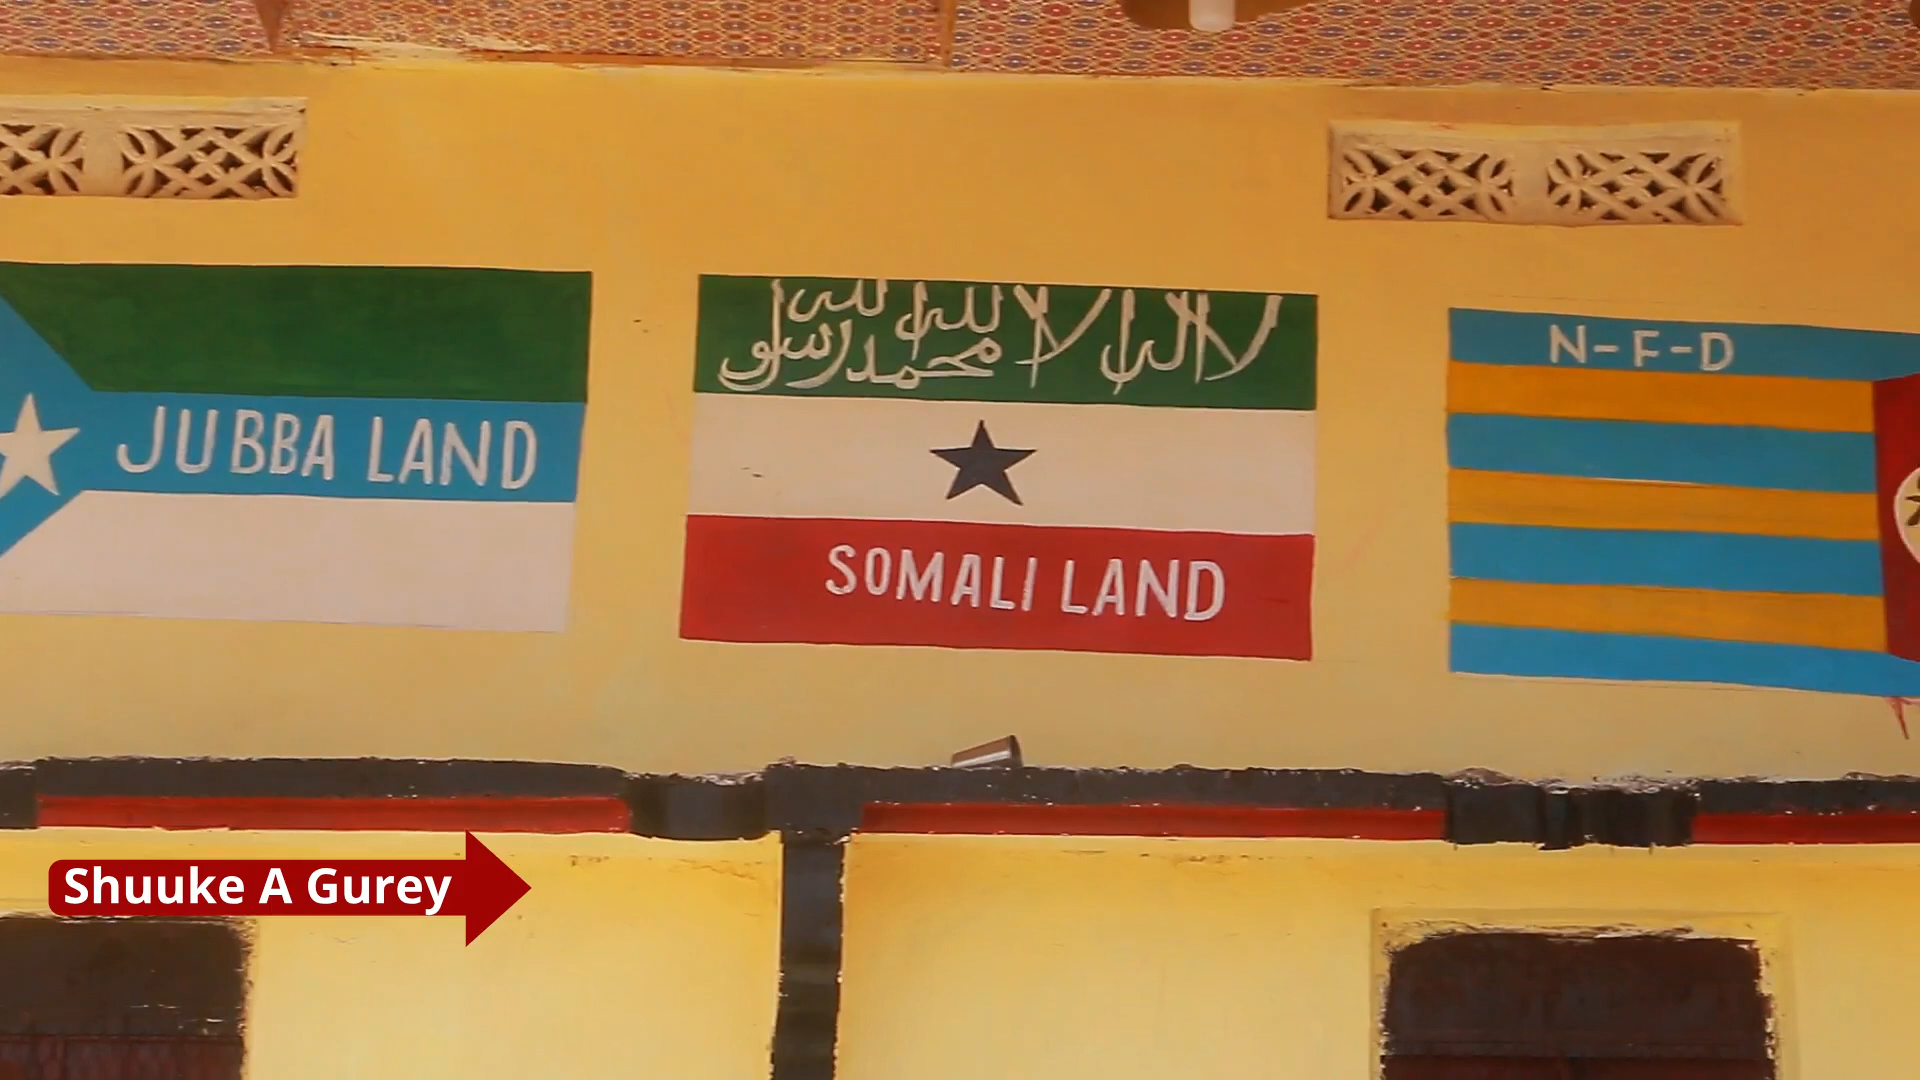 JUBBA LAND
لا اله الا الله
محمد رسول الله
SOMALI LAND
N-F-D
Shuuke A Gurey